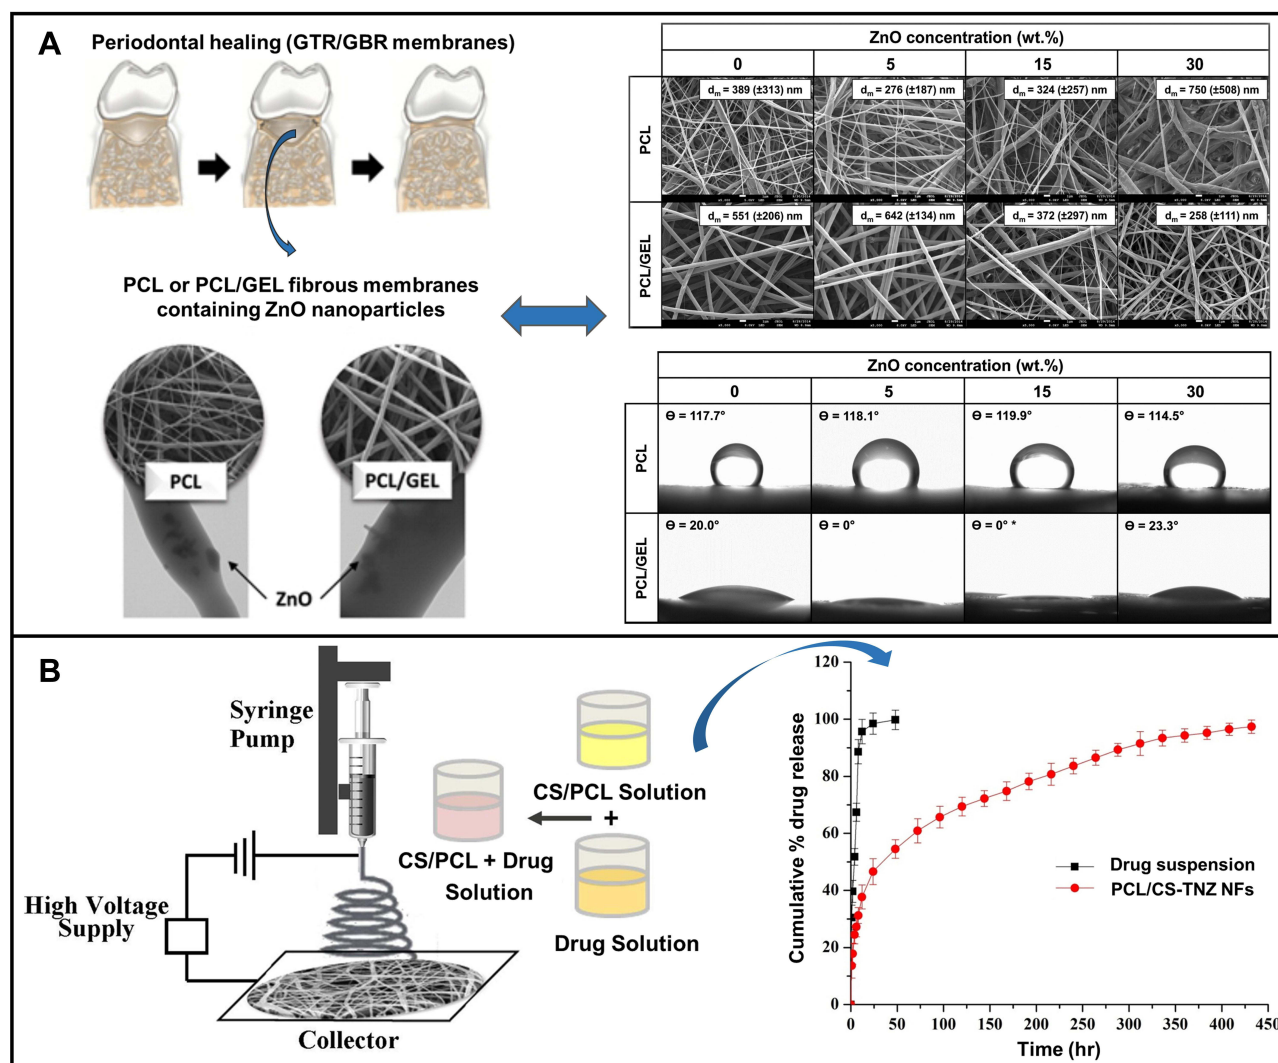 A
Periodontal healing (GTR/GBR membranes)
PCL or PCL/GEL fibrous membranes
containing ZnO nanoparticles
PCL
PCL/GEL
ZnO
ZnO concentration (wt.%)
0 5 15 30
PCL
dm = 389 (±313) nm
dm = 276 (±187) nm
dm = 324 (±257) nm
dm = 750 (±508) nm
PCL/GEL
dm = 551 (±206) nm
dm = 642 (±134) nm
dm = 372 (±297) nm
dm = 258 (±111) nm
ZnO concentration (wt.%)
0 5 15 30
PCL
Ɵ = 117.7°
Ɵ = 118.1°
Ɵ = 119.9°
Ɵ = 114.5°
PCL/GEL
Ɵ = 20.0°
Ɵ = 0°
Ɵ = 0° *
Ɵ = 23.3°
B
Syringe
Pump
High Voltage
Supply
Collector
CS/PCL Solution
+
CS/PCL + Drug
Solution
Drug Solution
Cumulative % drug release
120
100
80
60
40
20
0
0 50 100 150 200 250 300 350 400 450
Time (hr)
Drug suspension
PCL/CS-TNZ NFs